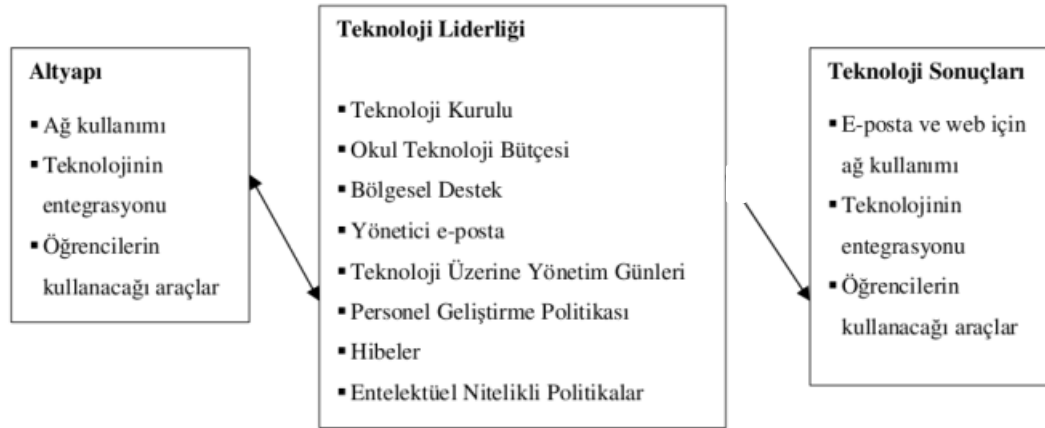 Altyapı
▪ Ağ kullanımı
▪ Teknolojinin
entegrasyonu
▪ Öğrencilerin
kullanacağı araçlar
Teknoloji Liderliği
▪ Teknoloji Kurulu
▪ Okul Teknoloji Bütçesi
▪ Bölgesel Destek
▪ Yönetici e-posta
▪ Teknoloji Üzerine Yönetim Günleri
▪ Personel Geliştirme Politikası
▪ Hibeler
▪ Entelektüel Nitelikli Politikalar
Teknoloji Sonuçları
▪ E-posta ve web için
ağ kullanımı
▪ Teknolojinin
entegrasyonu
▪ Öğrencilerin
kullanacağı araçlar